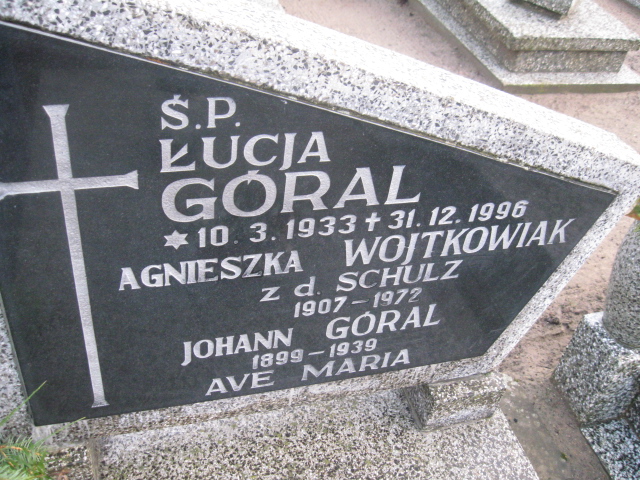 Ś.P.
ŁUCJA
GÓRAL
✶ 10.3.1933 ✝ 31.12.1996
AGNIESZKA WOJTKOWIAK
z d. SCHULZ
1907-1972
JOHANN GÓRAL
1899-1939
AVE MARIA